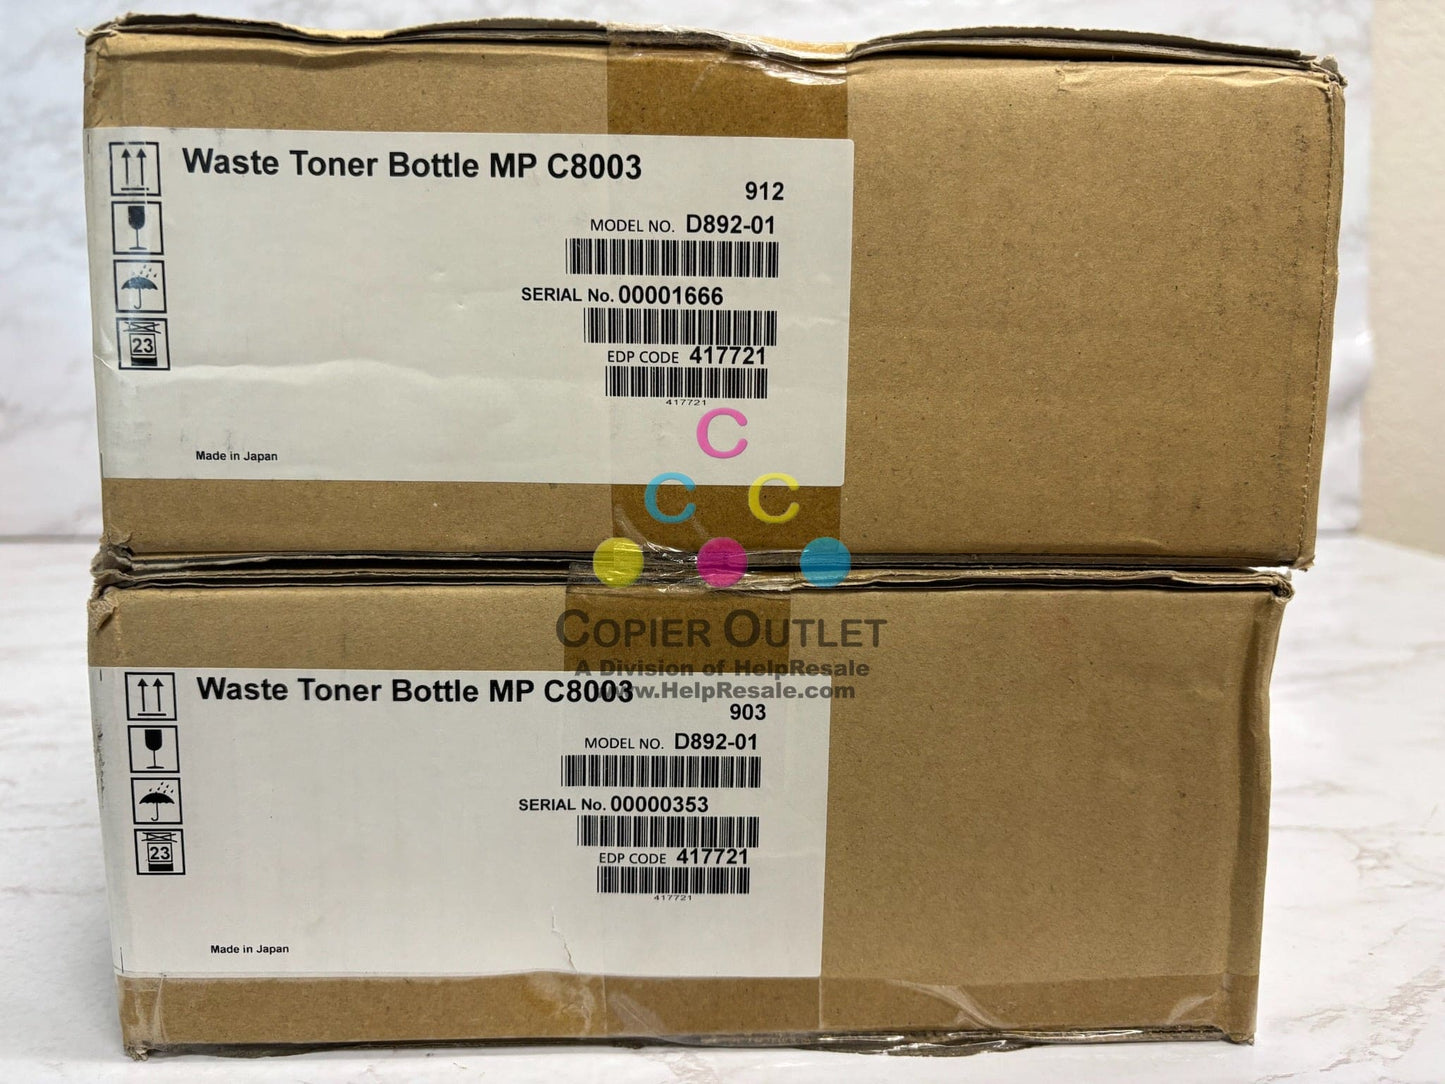 Waste Toner Bottle MP C8003
912
MODEL NO. D892-01
SERIAL No. 00001666
EDP CODE 417721
417721
23
Made in Japan
C
C C
COPIER OUTLET
A Division of HelpResale
www.HelpResale.com
Waste Toner Bottle MP C8003
903
MODEL NO. D892-01
SERIAL No. 00000353
EDP CODE 417721
417721
23
Made in Japan